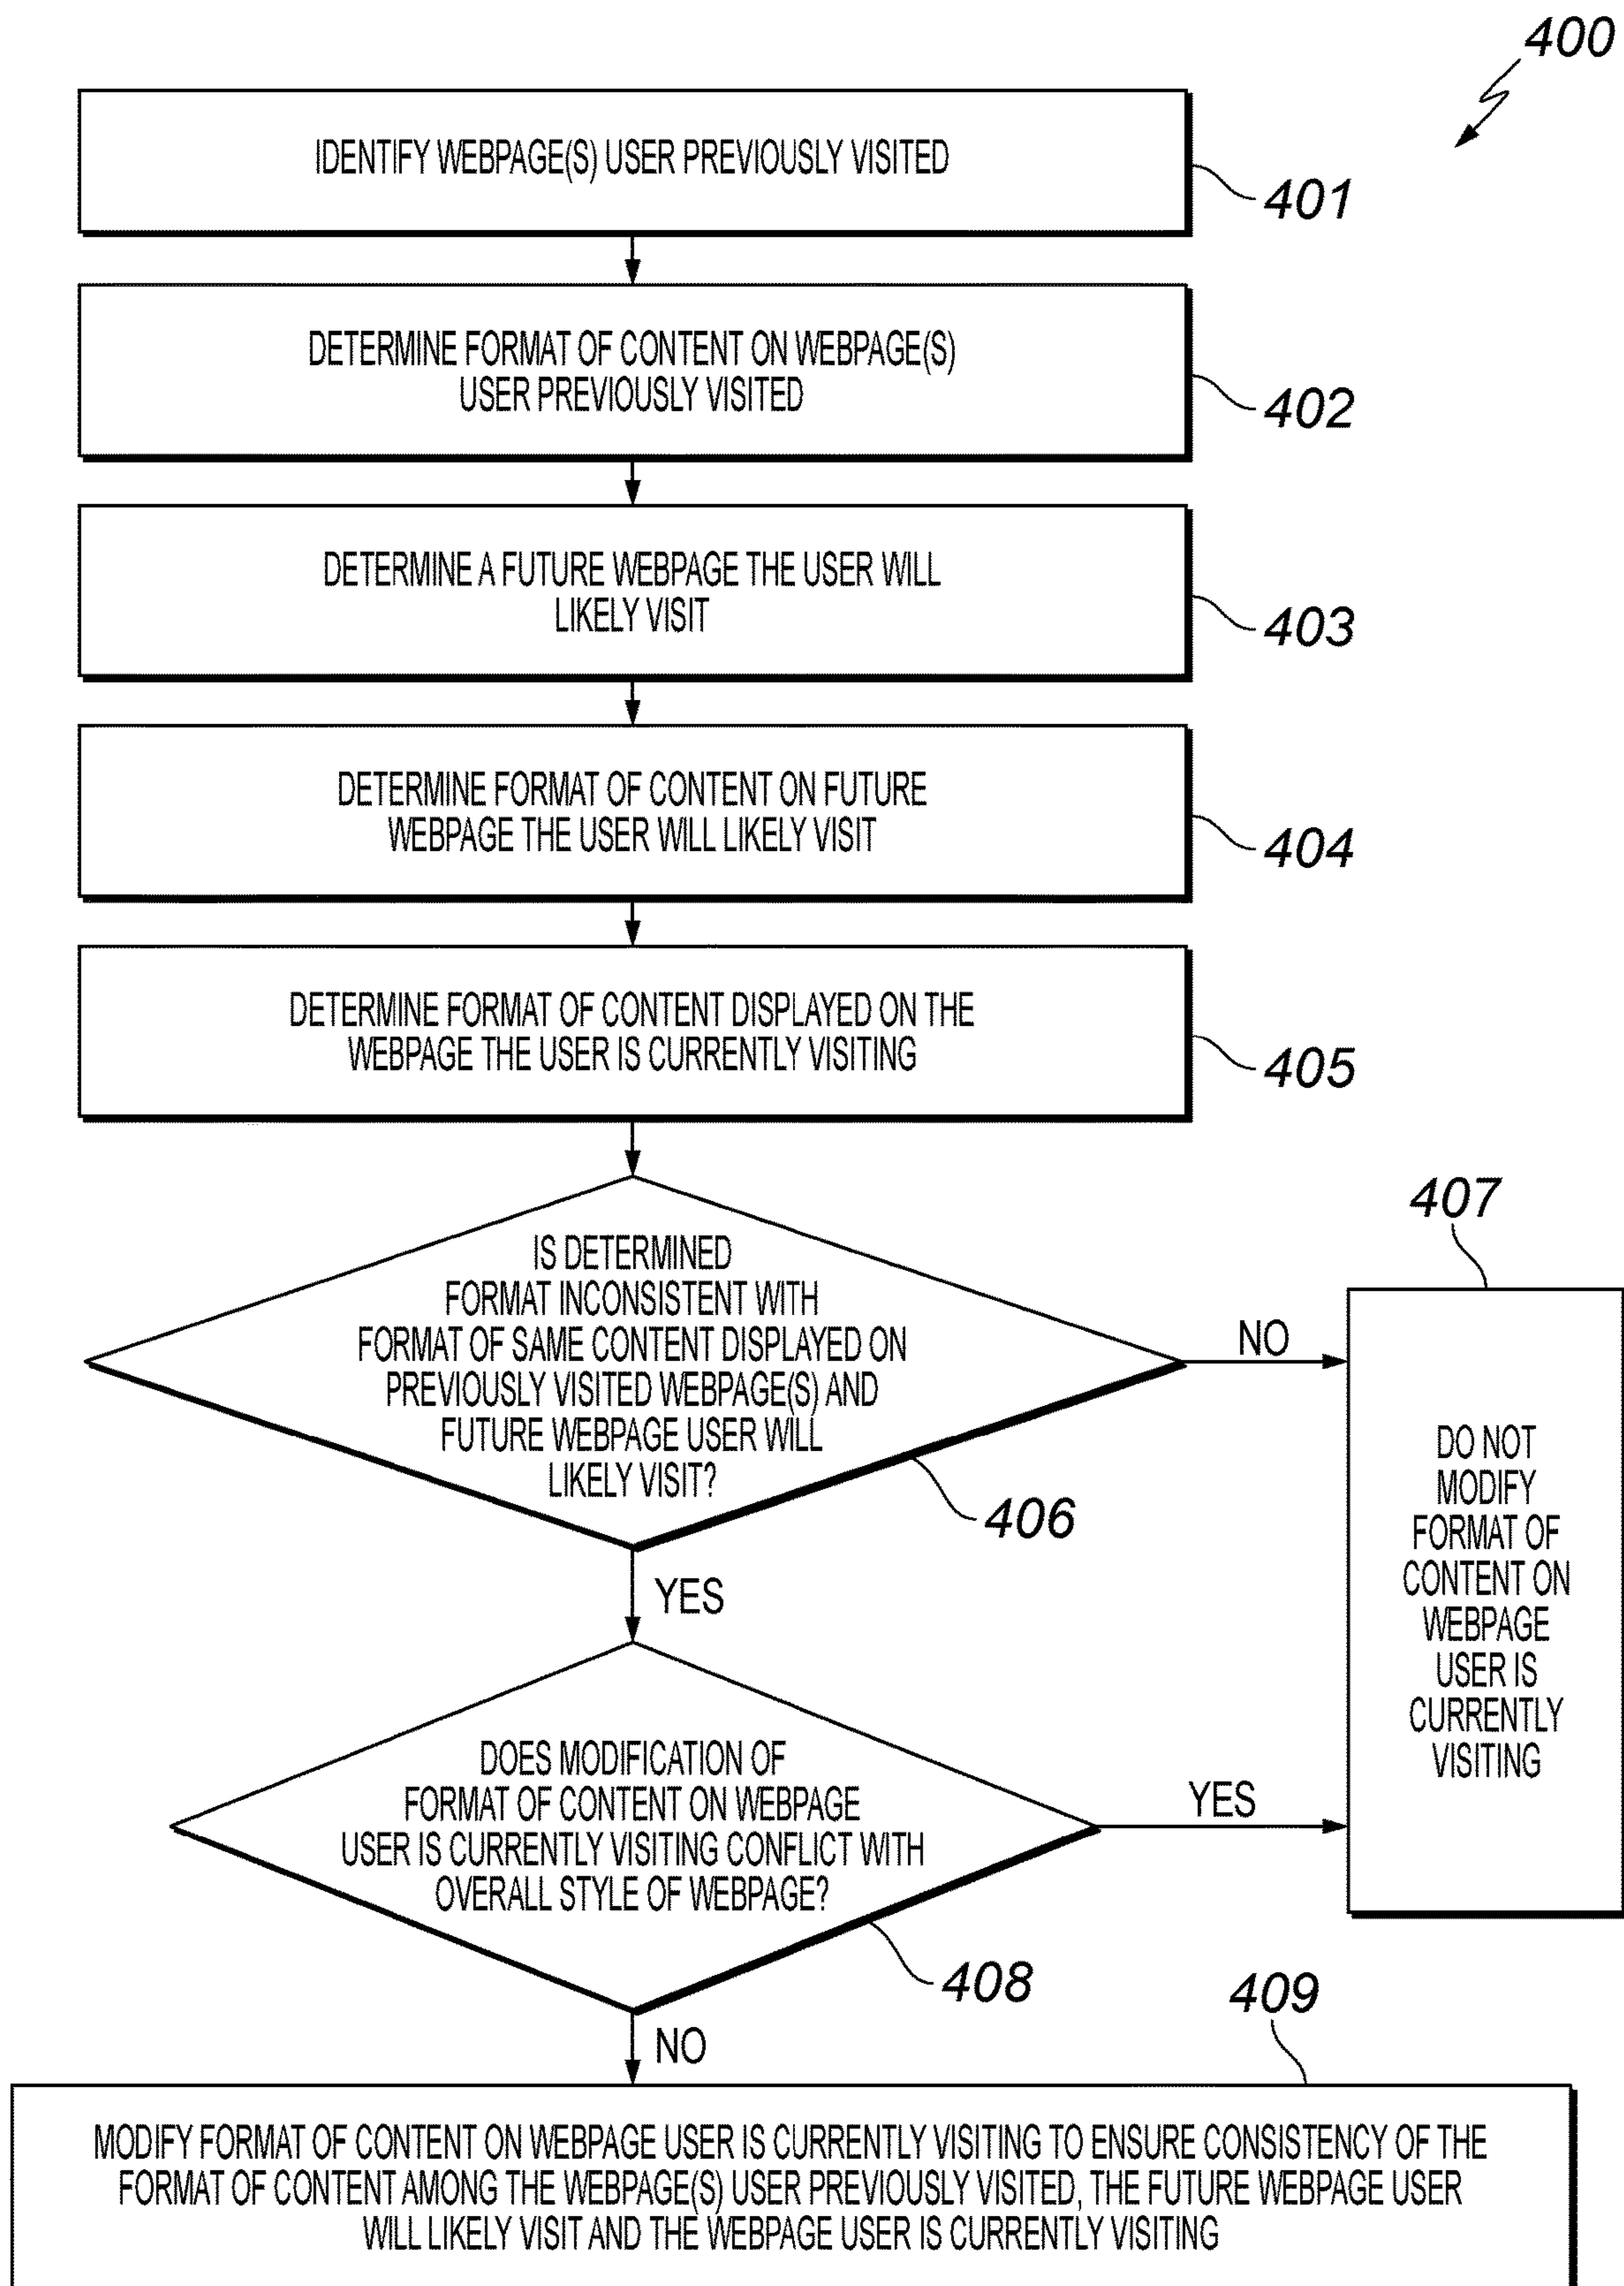 400
IDENTIFY WEBPAGE(S) USER PREVIOUSLY VISITED
401
DETERMINE FORMAT OF CONTENT ON WEBPAGE(S)
USER PREVIOUSLY VISITED
402
DETERMINE A FUTURE WEBPAGE THE USER WILL
LIKELY VISIT
403
DETERMINE FORMAT OF CONTENT ON FUTURE
WEBPAGE THE USER WILL LIKELY VISIT
404
DETERMINE FORMAT OF CONTENT DISPLAYED ON THE
WEBPAGE THE USER IS CURRENTLY VISITING
405
IS DETERMINED
FORMAT INCONSISTENT WITH
FORMAT OF SAME CONTENT DISPLAYED ON
PREVIOUSLY VISITED WEBPAGE(S) AND
FUTURE WEBPAGE USER WILL
LIKELY VISIT?
406
NO
YES
407
DO NOT
MODIFY
FORMAT OF
CONTENT ON
WEBPAGE
USER IS
CURRENTLY
VISITING
DOES MODIFICATION OF
FORMAT OF CONTENT ON WEBPAGE
USER IS CURRENTLY VISITING CONFLICT WITH
OVERALL STYLE OF WEBPAGE?
408
YES
NO
409
MODIFY FORMAT OF CONTENT ON WEBPAGE USER IS CURRENTLY VISITING TO ENSURE CONSISTENCY OF THE
FORMAT OF CONTENT AMONG THE WEBPAGE(S) USER PREVIOUSLY VISITED, THE FUTURE WEBPAGE USER
WILL LIKELY VISIT AND THE WEBPAGE USER IS CURRENTLY VISITING